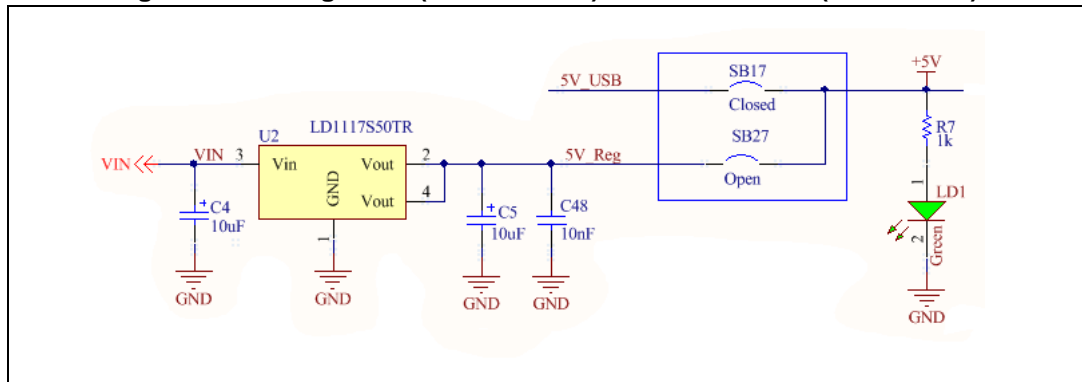 5V_USB
SB17
Closed
+5V
R7
1k
SB27
Open
5V_Reg
U2
LD1117S50TR
VIN
VIN
3
Vin
Vout
2
Vout
4
GND
1
C4
+
10uF
GND
GND
+
C5
10uF
GND
C48
10nF
GND
1
LD1
2
Green
GND